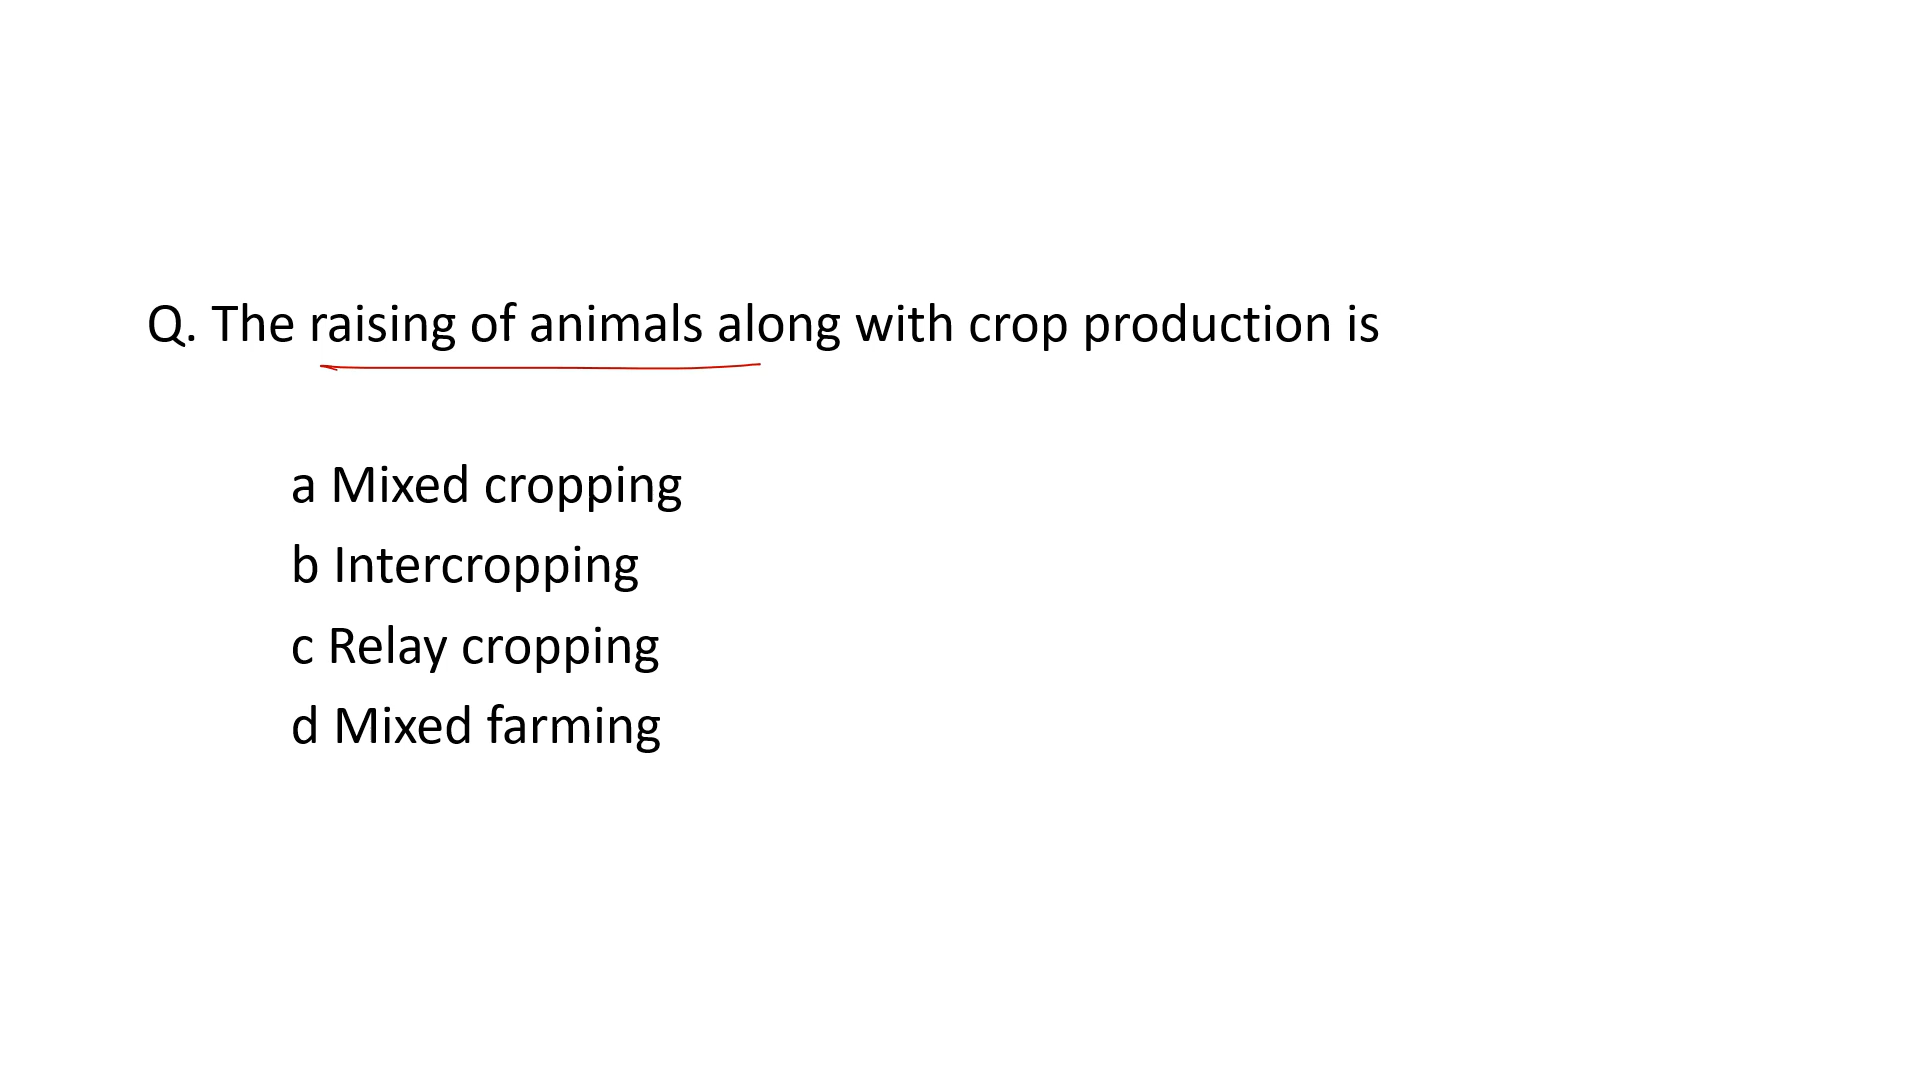 Q. The raising of animals along with crop production is
a Mixed cropping
b Intercropping
c Relay cropping
d Mixed farming